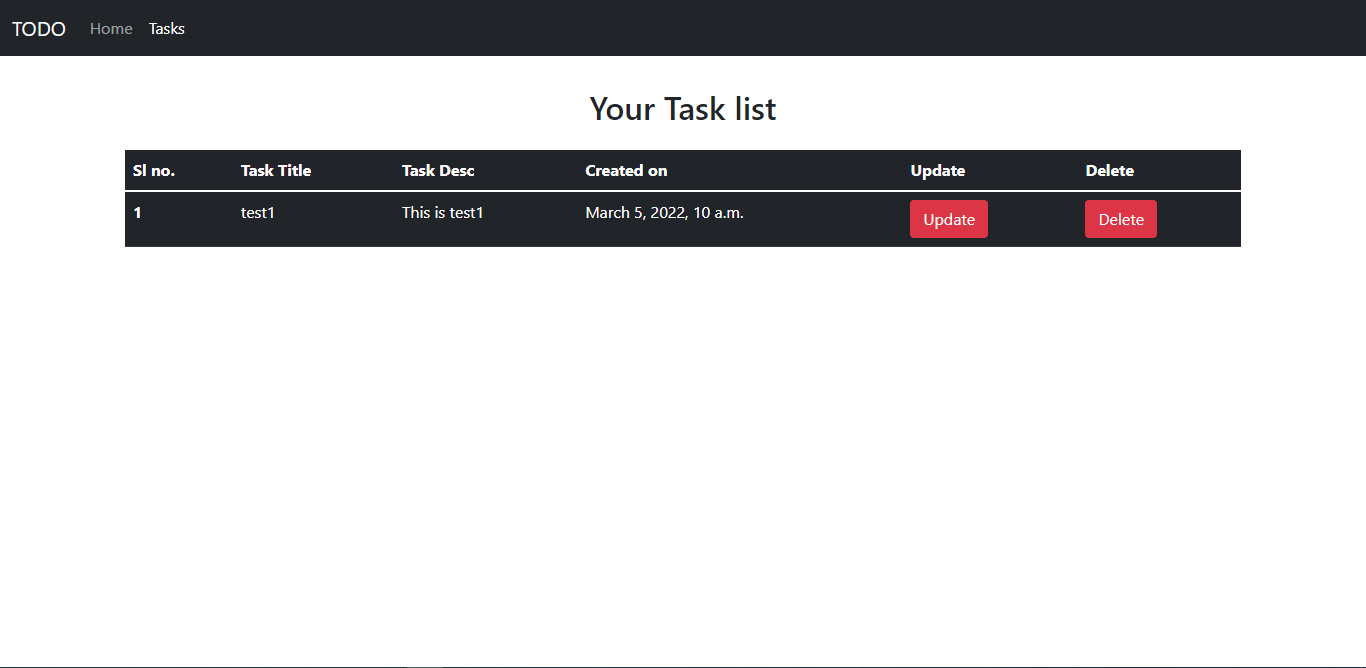 TODO Home Tasks
Your Task list
Sl no. Task Title Task Desc Created on Update Delete
1 test1 This is test1 March 5, 2022, 10 a.m. Update Delete